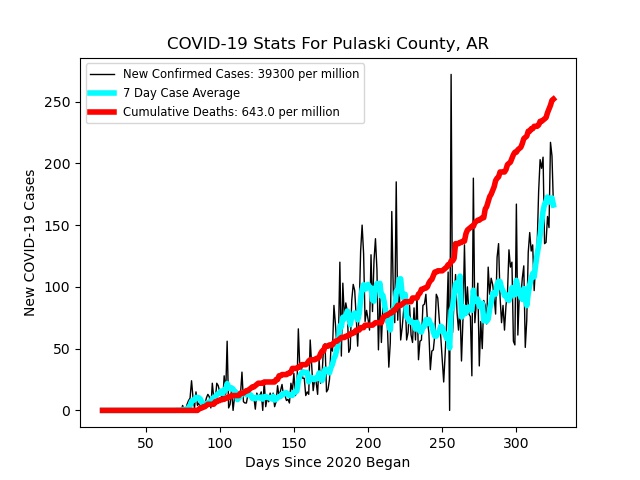 COVID-19 Stats For Pulaski County, AR
New Confirmed Cases: 39300 per million
7 Day Case Average
Cumulative Deaths: 643.0 per million
New COVID-19 Cases
250
200
150
100
50
0
50 100 150 200 250 300
Days Since 2020 Began